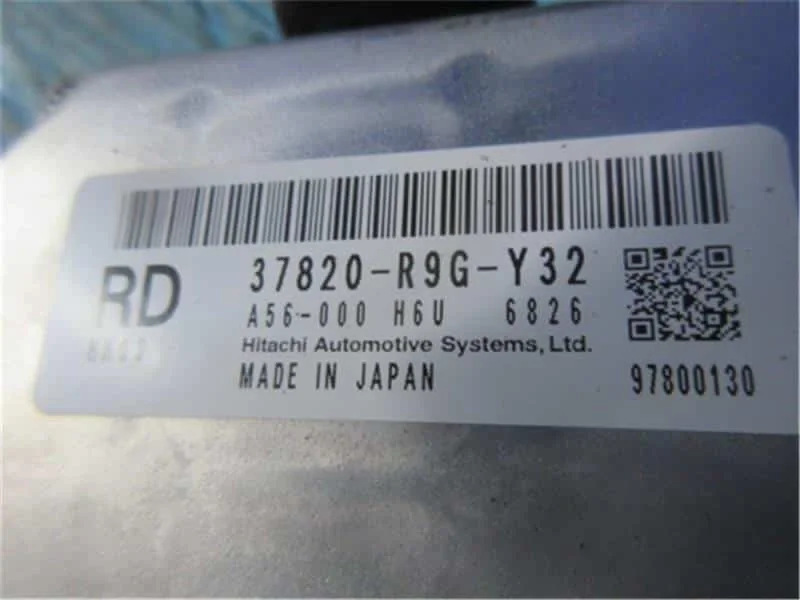 RD
37820-R9G-Y32
A56-000 H6U 6826
Hitachi Automotive Systems, Ltd.
MADE IN JAPAN
97800130